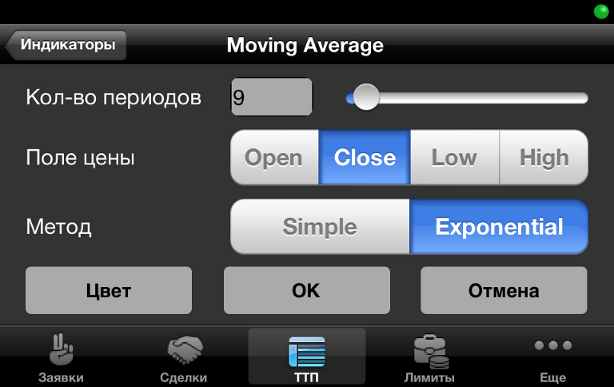 Индикаторы
Moving Average
Кол-во периодов 9
Поле цены Open Close Low High
Метод Simple Exponential
Цвет OK Отмена
Заявки Сделки ТТП Лимиты Еще